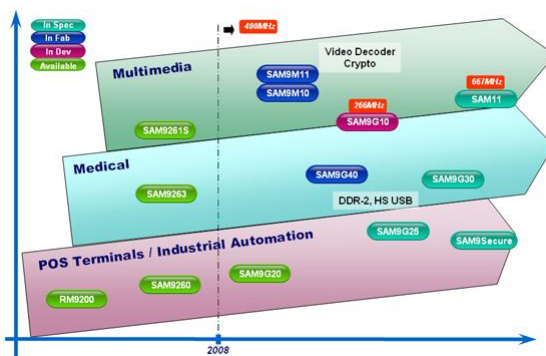 In Spec
In Fab
In Dev
Available
400MHz
Multimedia
Video Decoder
Crypto
SAM9M11
SAM9M10
667MHz
SAM11
266MHz
SAM9G10
SAM9261S
Medical
SAM9G40
SAM9G30
SAM9263
DDR-2, HS USB
POS Terminals / Industrial Automation
SAM9G25
SAM9Secure
SAM9G20
SAM9260
RM9200
2008